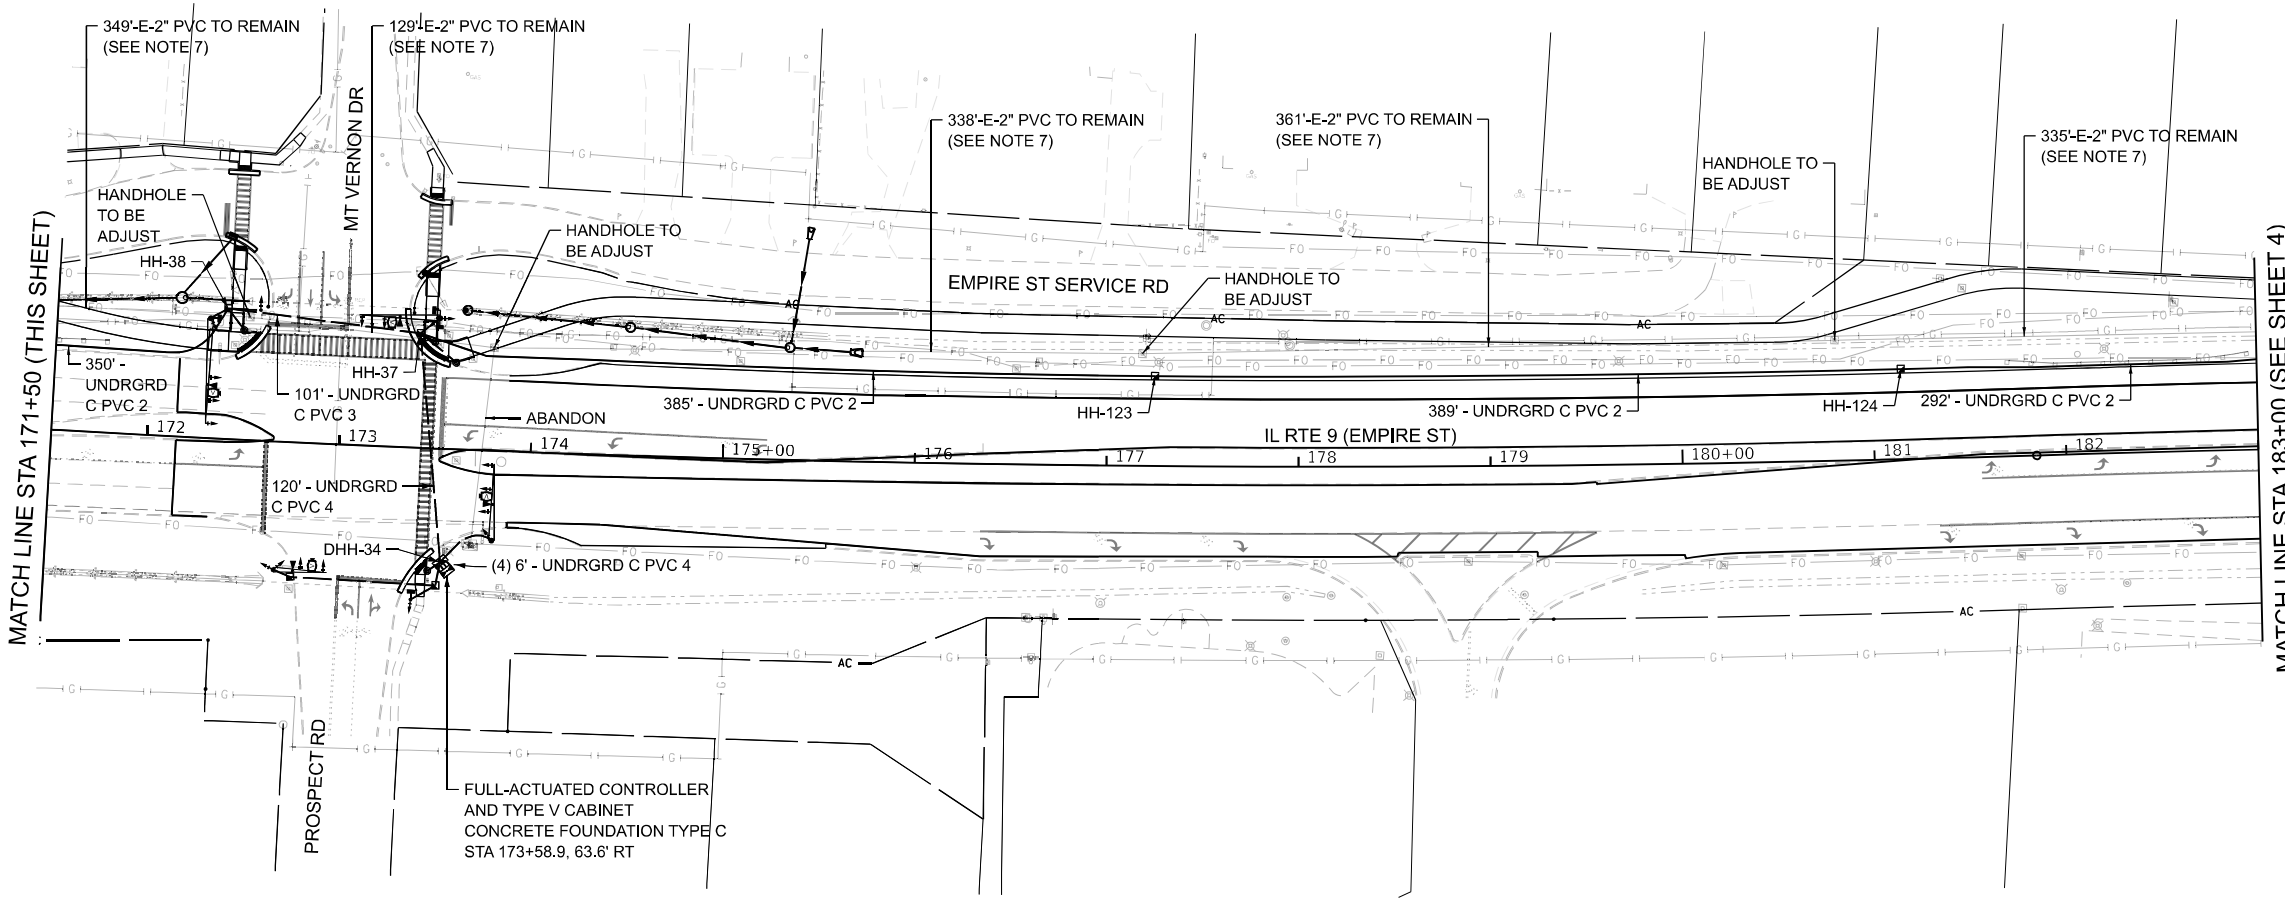 349'-E-2" PVC TO REMAIN
(SEE NOTE 7)
129'-E-2" PVC TO REMAIN
(SEE NOTE 7)
338'-E-2" PVC TO REMAIN
(SEE NOTE 7)
361'-E-2" PVC TO REMAIN
(SEE NOTE 7)
335'-E-2" PVC TO REMAIN
(SEE NOTE 7)
HANDHOLE TO
BE ADJUST
MT VERNON DR
HANDHOLE
TO BE
ADJUST
HH-38
HANDHOLE TO
BE ADJUST
EMPIRE ST SERVICE RD
HANDHOLE TO
BE ADJUST
MATCH LINE STA 171+50 (THIS SHEET)
MATCH LINE STA 183+00 (SEE SHEET 4)
350' -
UNDRGRD
C PVC 2
HH-37
101' - UNDRGRD
C PVC 3
385' - UNDRGRD C PVC 2
HH-123
389' - UNDRGRD C PVC 2
HH-124
292' - UNDRGRD C PVC 2
ABANDON
IL RTE 9 (EMPIRE ST)
172
173
174
175+00
176
177
178
179
180+00
181
182
120' - UNDRGRD
C PVC 4
DHH-34
(4) 6' - UNDRGRD C PVC 4
AC
AC
AC
AC
AC
PROSPECT RD
FULL-ACTUATED CONTROLLER
AND TYPE V CABINET
CONCRETE FOUNDATION TYPE C
STA 173+58.9, 63.6' RT